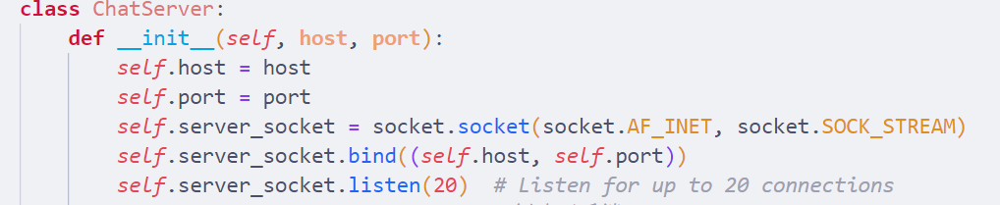 class ChatServer:
    def __init__(self, host, port):
        self.host = host
        self.port = port
        self.server_socket = socket.socket(socket.AF_INET, socket.SOCK_STREAM)
        self.server_socket.bind((self.host, self.port))
        self.server_socket.listen(20)  # Listen for up to 20 connections